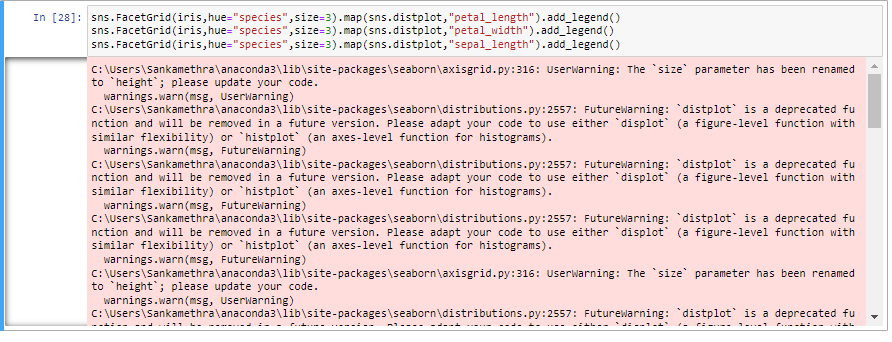 In [28]: sns.FacetGrid(iris,hue="species",size=3).map(sns.distplot,"petal_length").add_legend()
sns.FacetGrid(iris,hue="species",size=3).map(sns.distplot,"petal_width").add_legend()
sns.FacetGrid(iris,hue="species",size=3).map(sns.distplot,"sepal_length").add_legend()
C:\Users\Sankamethra\anaconda3\lib\site-packages\seaborn\axisgrid.py:316: UserWarning: The `size` parameter has been renamed
to `height`; please update your code.
warnings.warn(msg, UserWarning)
C:\Users\Sankamethra\anaconda3\lib\site-packages\seaborn\distributions.py:2557: FutureWarning: `distplot` is a deprecated fu
nction and will be removed in a future version. Please adapt your code to use either `displot` (a figure-level function with
similar flexibility) or `histplot` (an axes-level function for histograms).
warnings.warn(msg, FutureWarning)
C:\Users\Sankamethra\anaconda3\lib\site-packages\seaborn\distributions.py:2557: FutureWarning: `distplot` is a deprecated fu
nction and will be removed in a future version. Please adapt your code to use either `displot` (a figure-level function with
similar flexibility) or `histplot` (an axes-level function for histograms).
warnings.warn(msg, FutureWarning)
C:\Users\Sankamethra\anaconda3\lib\site-packages\seaborn\distributions.py:2557: FutureWarning: `distplot` is a deprecated fu
nction and will be removed in a future version. Please adapt your code to use either `displot` (a figure-level function with
similar flexibility) or `histplot` (an axes-level function for histograms).
warnings.warn(msg, FutureWarning)
C:\Users\Sankamethra\anaconda3\lib\site-packages\seaborn\axisgrid.py:316: UserWarning: The `size` parameter has been renamed
to `height`; please update your code.
warnings.warn(msg, UserWarning)
C:\Users\Sankamethra\anaconda3\lib\site-packages\seaborn\distributions.py:2557: FutureWarning: `distplot` is a deprecated fu
nction and will be removed in a future version. Please adapt your code to use either `displot` (a figure-level function with